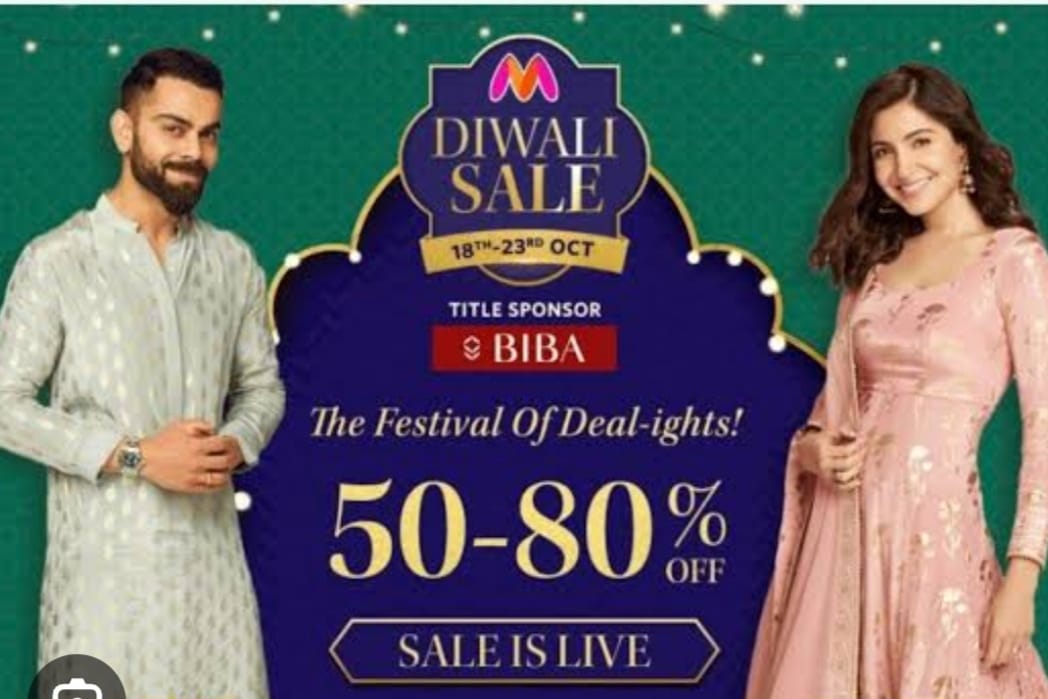 DIWALI
SALE
18TH-23RD OCT
TITLE SPONSOR
BIBA
The Festival Of Deal-ights!
50-80% OFF
SALE IS LIVE